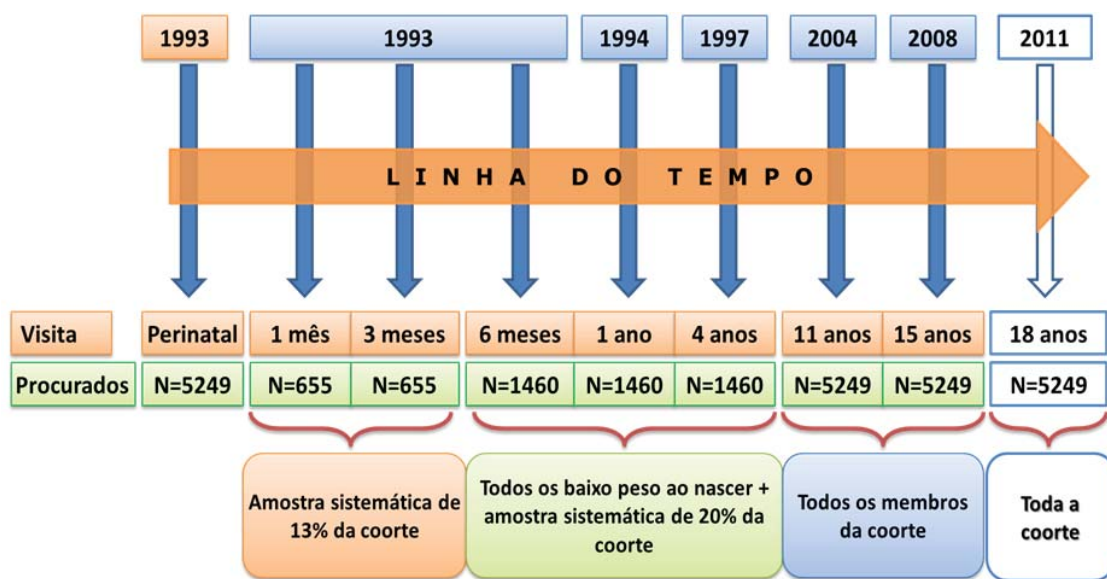 1993 1993 1994 1997 2004 2008 2011
LINHA DO TEMPO
Visita Perinatal 1 mês 3 meses 6 meses 1 ano 4 anos 11 anos 15 anos 18 anos
Procurados N=5249 N=655 N=655 N=1460 N=1460 N=1460 N=5249 N=5249 N=5249
Amostra sistemática de
13% da coorte
Todos os baixo peso ao nascer +
amostra sistemática de 20% da
coorte
Todos os membros
da coorte
Toda a
coorte